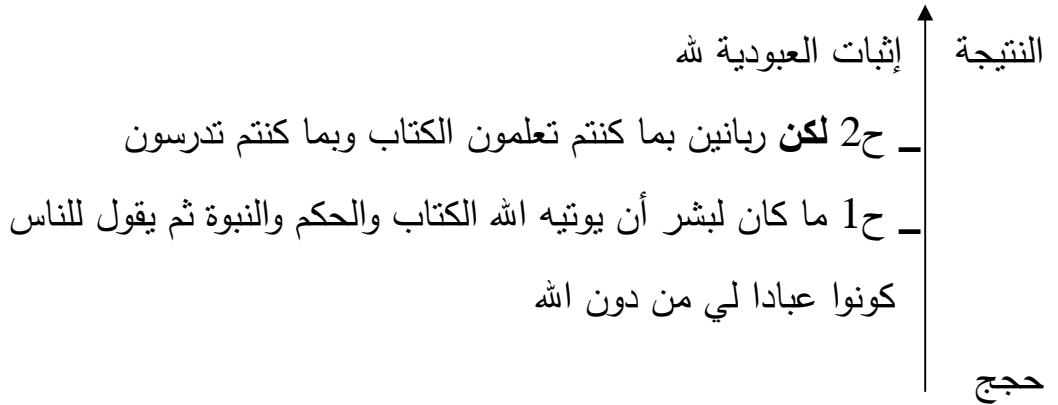 النتيجة إثبات العبودية لله
ح2 لكن ربانين بما كنتم تعلمون الكتاب وبما كنتم تدرسون
ح1 ما كان لبشر أن يوتيه الله الكتاب والحكم والنبوة ثم يقول للناس
كونوا عبادا لي من دون الله
حجج